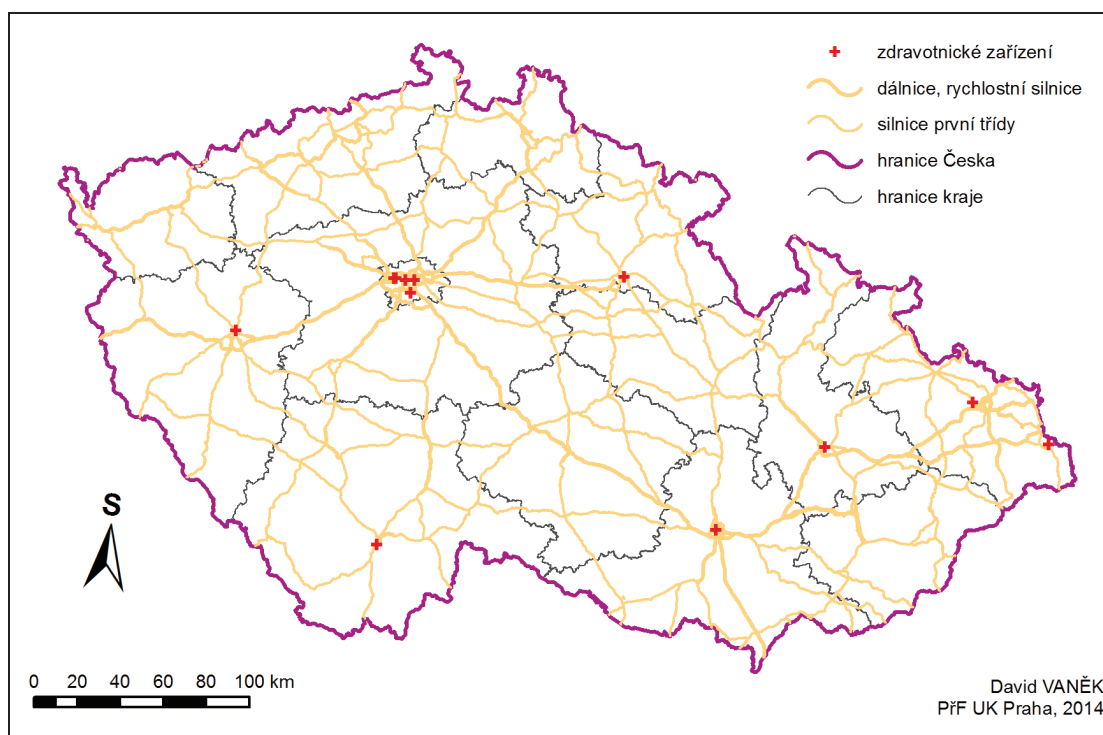 zdravotnické zařízení
dálnice, rychlostní silnice
silnice první třídy
hranice Česka
hranice kraje
S
0 20 40 60 80 100 km
David VANĚK
PřF UK Praha, 2014